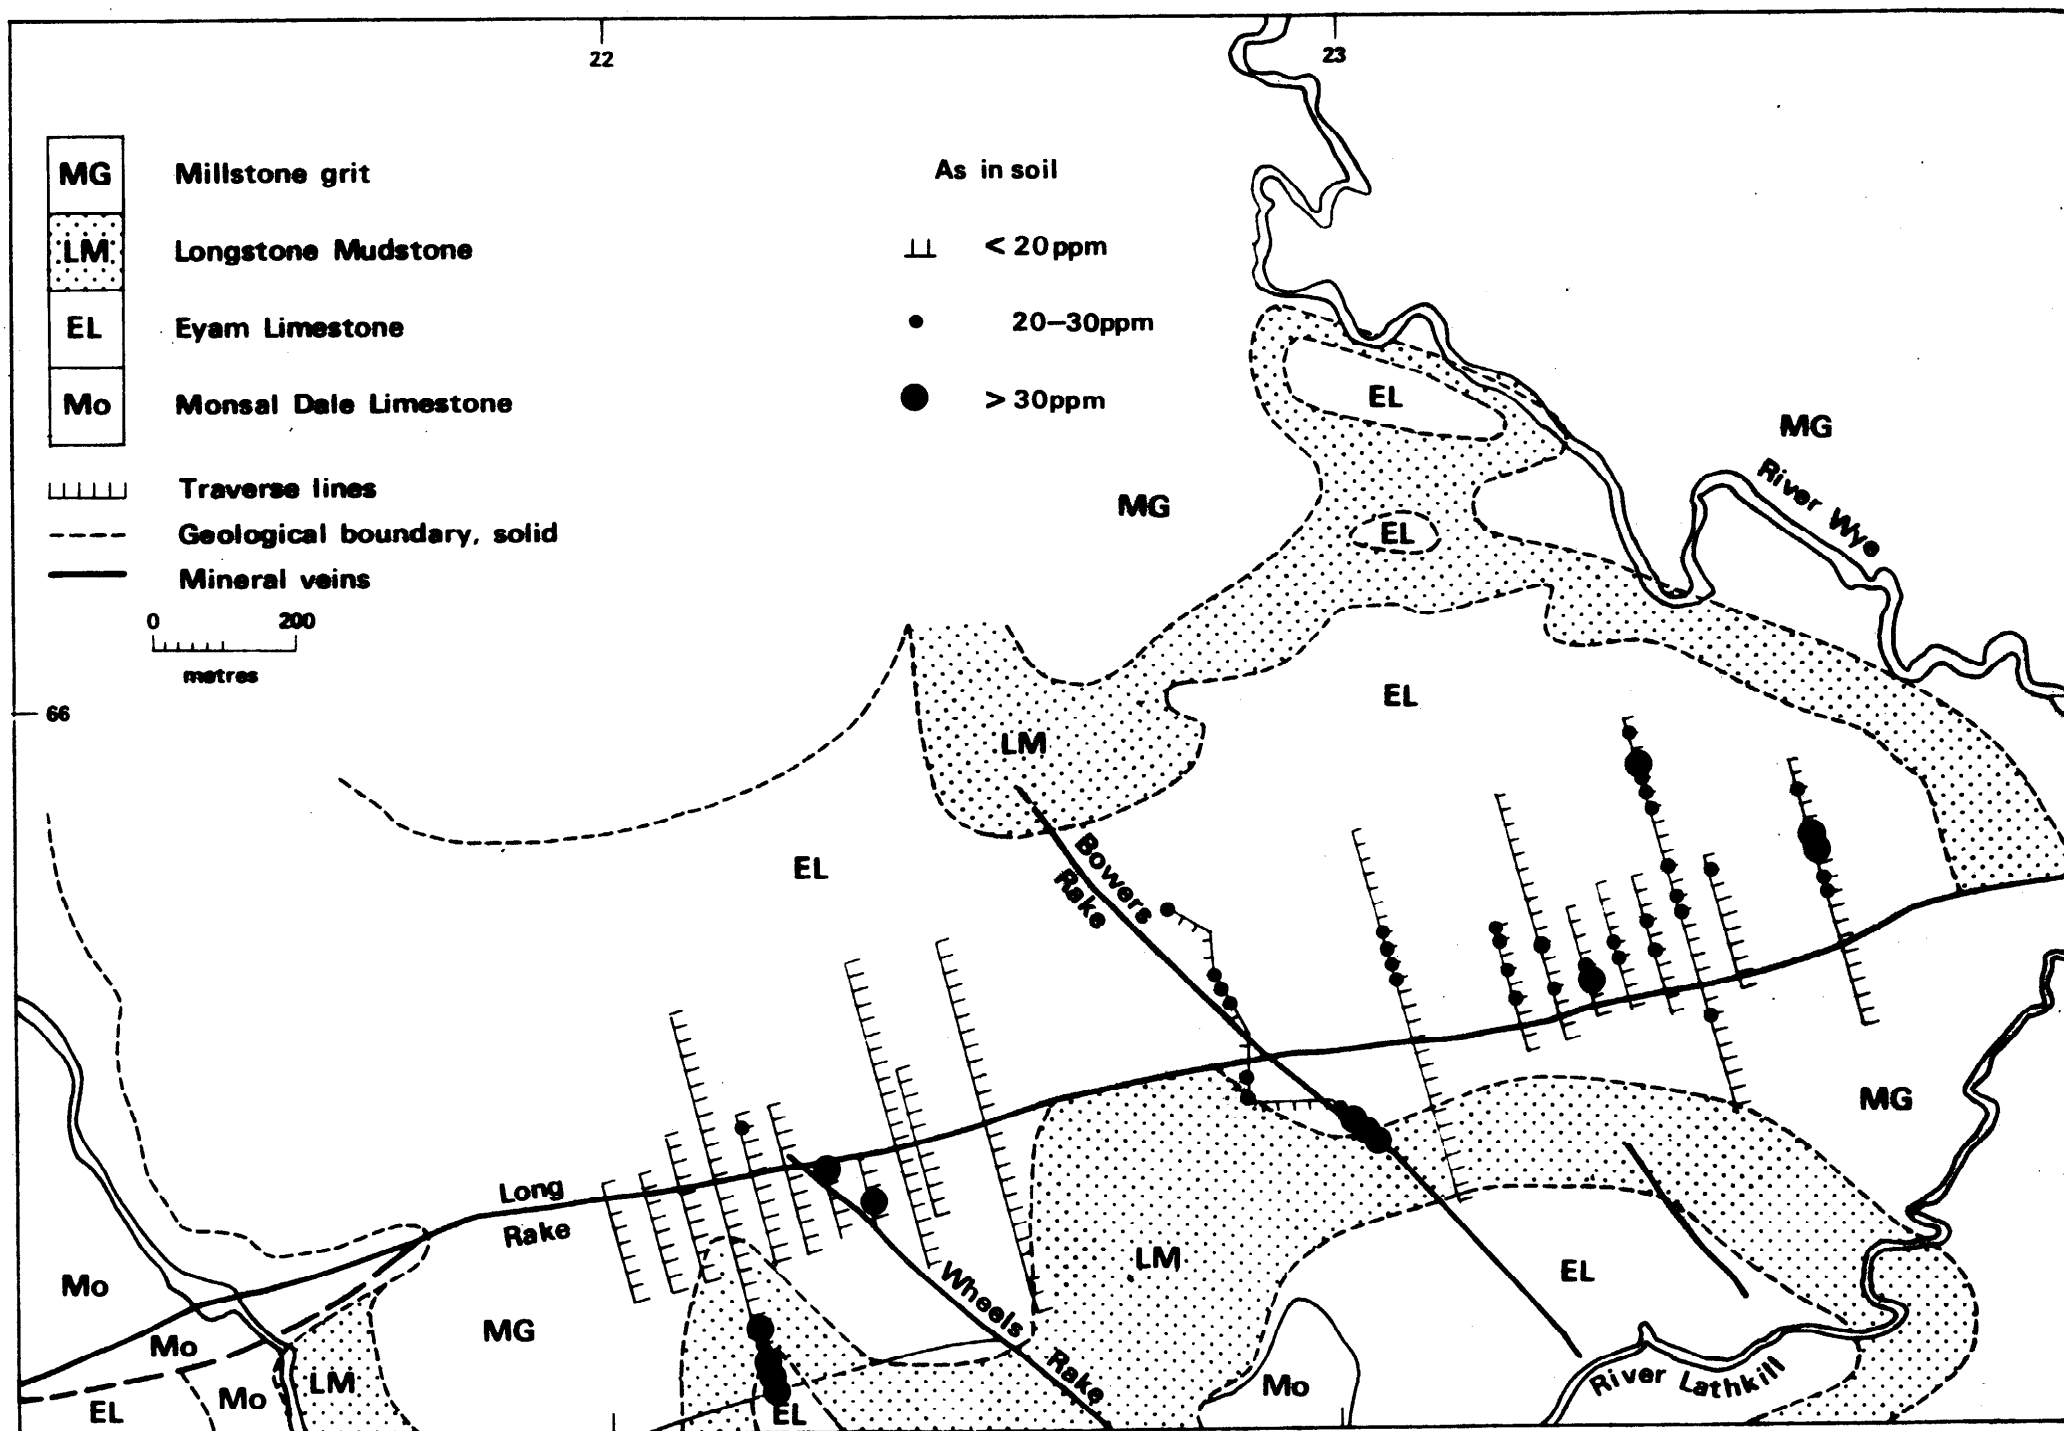 22
23
MG Millstone grit
LM Longstone Mudstone
EL Eyam Limestone
Mo Monsal Dale Limestone
Traverse lines
Geological boundary, solid
Mineral veins
0 200
metres
As in soil
< 20ppm
20–30ppm
> 30ppm
EL
MG
River Wye
MG
EL
66
EL
LM
EL
Bowers
Rake
MG
Long
Rake
LM
EL
Mo
MG
Wheels
Rake
Mo
LM
Mo
EL
Mo
EL
River Lathkill